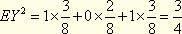 EY² = 1×3/8 + 0×2/8 + 1×3/8 = 3/4